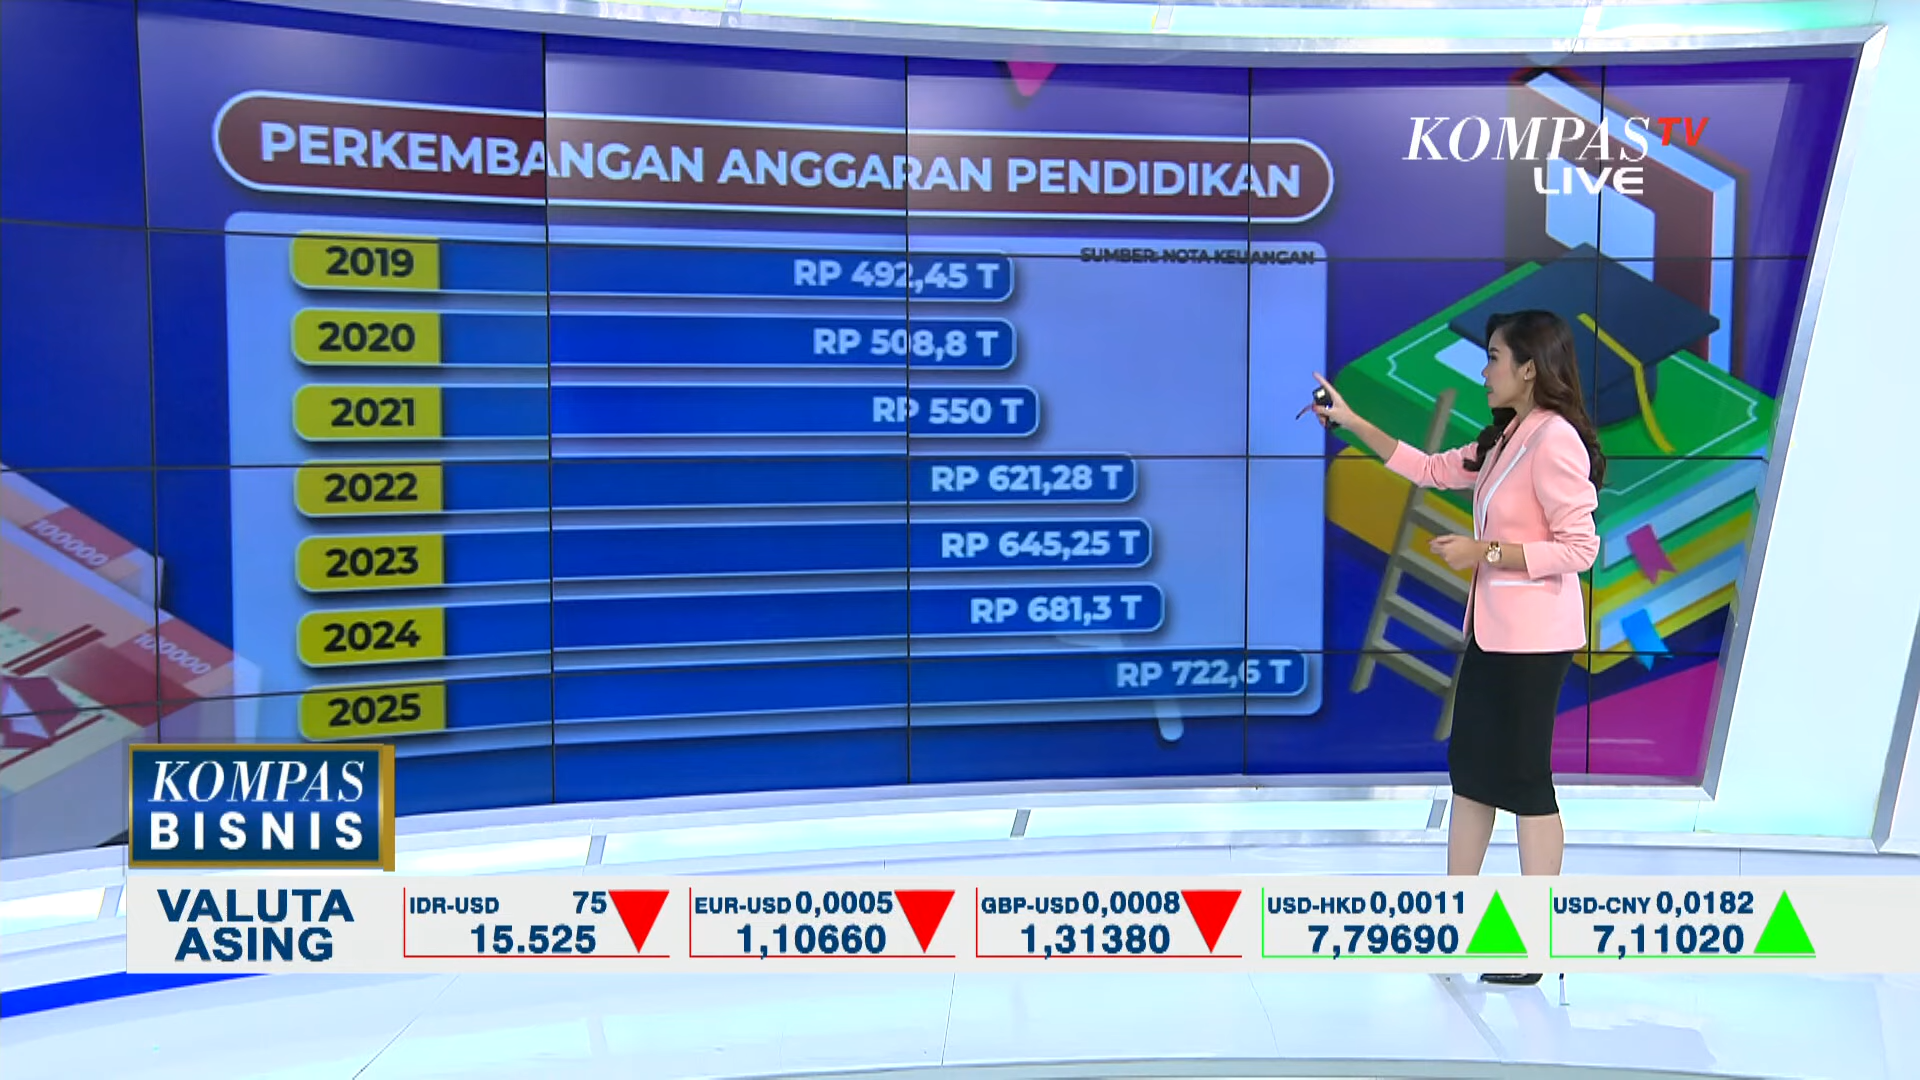 PERKEMBANGAN ANGGARAN PENDIDIKAN
KOMPAS TV
LIVE
SUMBER: NOTA KEUANGAN
2019 RP 492,45 T
2020 RP 508,8 T
2021 RP 550 T
2022 RP 621,28 T
2023 RP 645,25 T
2024 RP 681,3 T
2025 RP 722,6 T
100000
100000
KOMPAS
BISNIS
VALUTA
ASING
IDR-USD 75
15.525
EUR-USD 0,0005
1,10660
GBP-USD 0,0008
1,31380
USD-HKD 0,0011
7,79690
USD-CNY 0,0182
7,11020